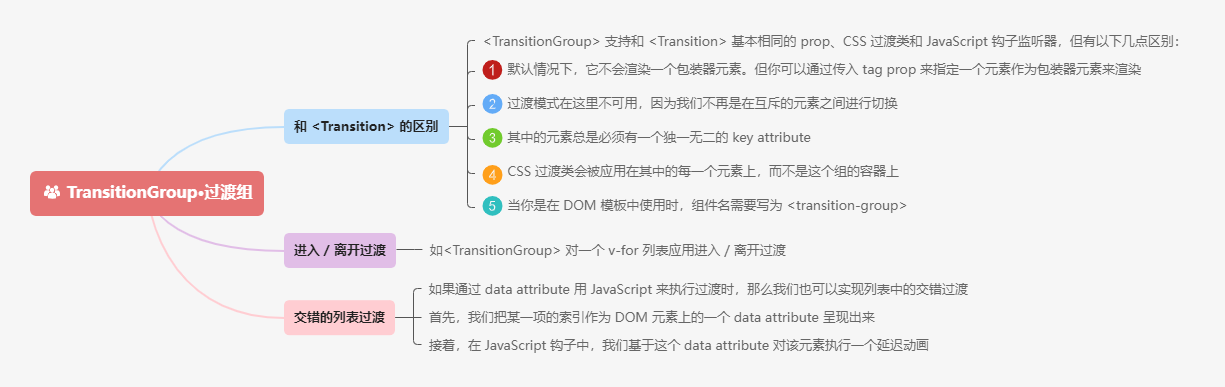 TransitionGroup•过渡组
和 <Transition> 的区别
<TransitionGroup> 支持和 <Transition> 基本相同的 prop、CSS 过渡类和 JavaScript 钩子监听器，但有以下几点区别：
1 默认情况下，它不会渲染一个包装器元素。但你可以通过传入 tag prop 来指定一个元素作为包装器元素来渲染
2 过渡模式在这里不可用，因为我们不再是在互斥的元素之间进行切换
3 其中的元素总是必须有一个独一无二的 key attribute
4 CSS 过渡类会被应用在其中的每一个元素上，而不是这个组的容器上
5 当你是在 DOM 模板中使用时，组件名需要写为 <transition-group>
进入 / 离开过渡
如<TransitionGroup> 对一个 v-for 列表应用进入 / 离开过渡
交错的列表过渡
如果通过 data attribute 用 JavaScript 来执行过渡时，那么我们也可以实现列表中的交错过渡
首先，我们把某一项的索引作为 DOM 元素上的一个 data attribute 呈现出来
接着，在 JavaScript 钩子中，我们基于这个 data attribute 对该元素执行一个延迟动画